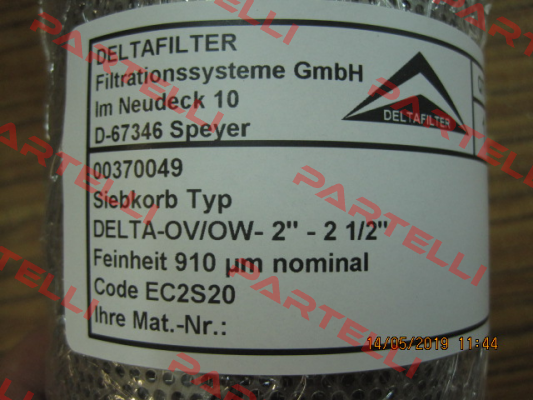 DELTAFILTER
Filtrationssysteme GmbH
Im Neudeck 10
D-67346 Speyer
DELTAFILTER
00370049
Siebkorb Typ
DELTA-OV/OW- 2" - 2 1/2"
Feinheit 910 µm nominal
Code EC2S20
Ihre Mat.-Nr.:
14/05/2019 11:44
PARTELLI
PARTELLI
PARTELLI
PARTELLI
PARTELLI
PARTELLI